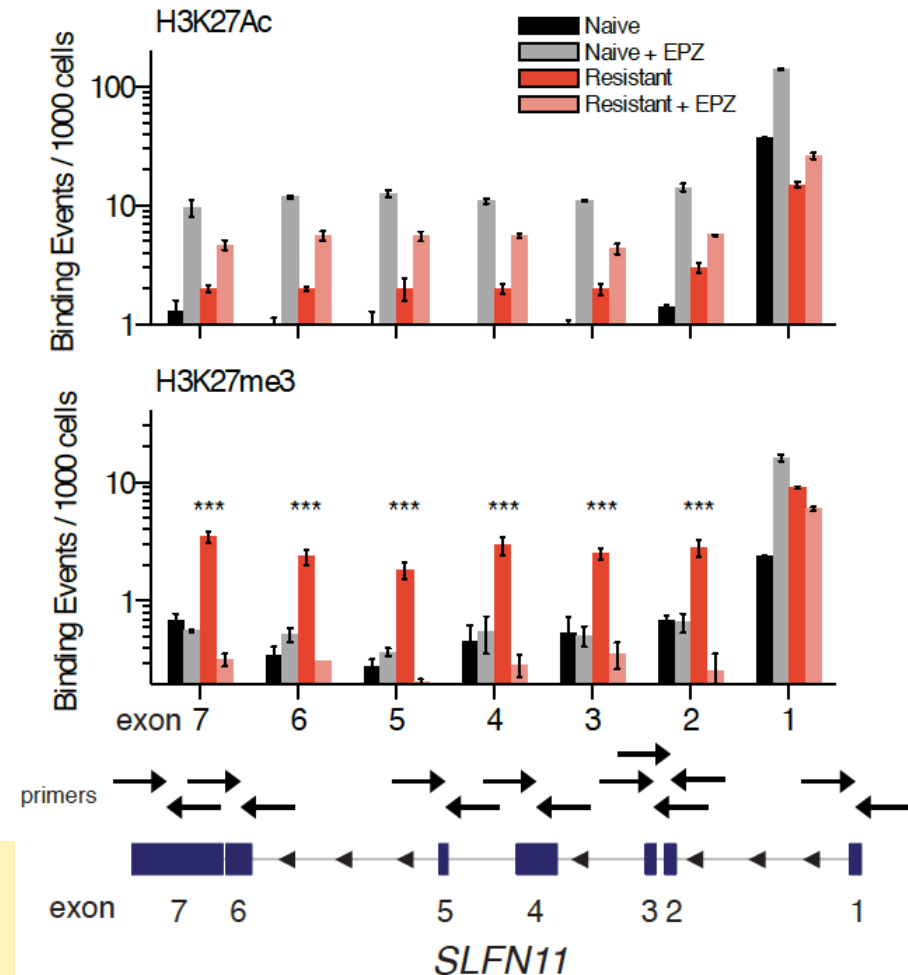 H3K27Ac
Naive
Naive + EPZ
Resistant
Resistant + EPZ
Binding Events / 1000 cells
100
10
1
H3K27me3
Binding Events / 1000 cells
10
1
*** *** *** *** *** ***
exon 7 6 5 4 3 2 1
primers
exon 7 6 5 4 3 2 1
SLFN11